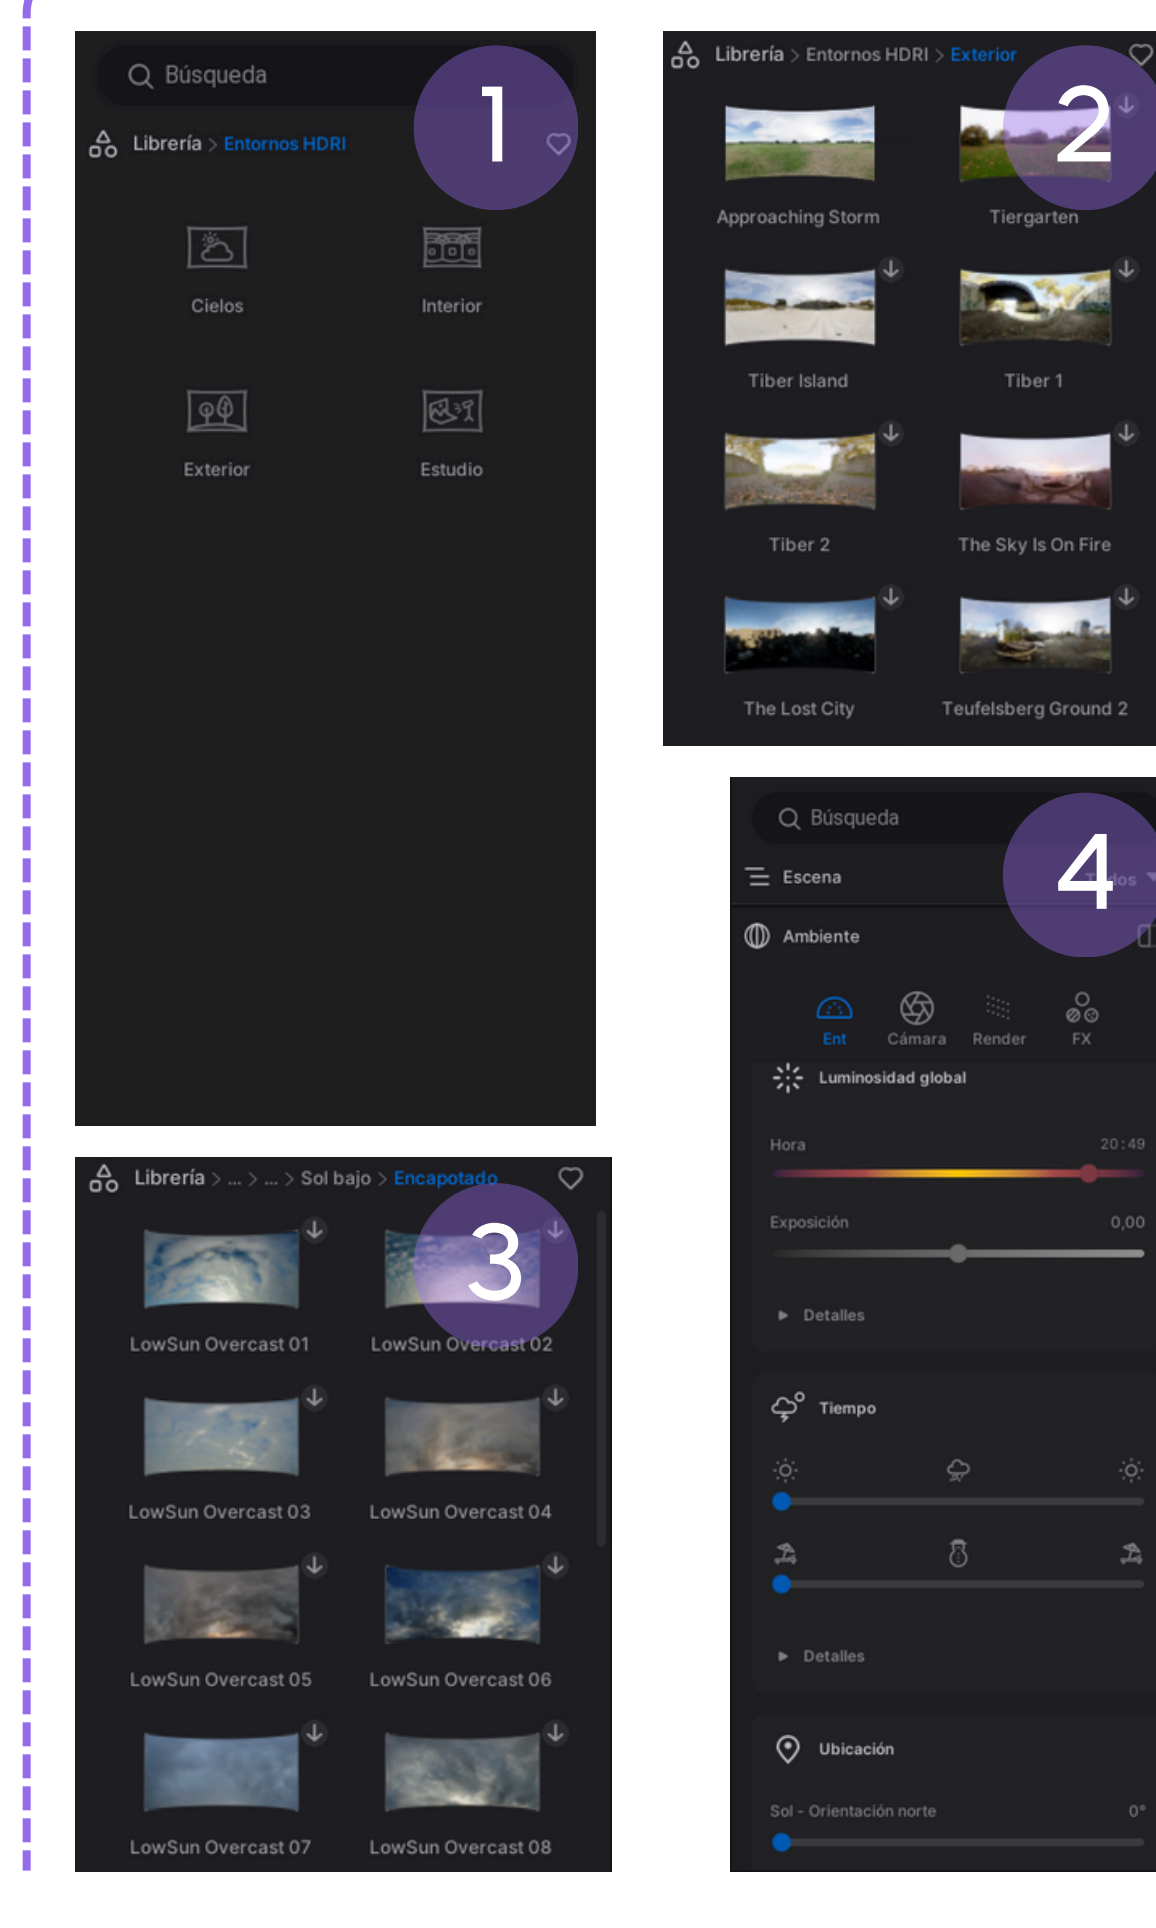 Búsqueda
1
Librería > Entornos HDRI
Cielos
Interior
Exterior
Estudio
Librería > Entornos HDRI > Exterior
2
Approaching Storm
Tiergarten
Tiber Island
Tiber 1
Tiber 2
The Sky Is On Fire
The Lost City
Teufelsberg Ground 2
Librería > ... > ... > Sol bajo > Encapotado
3
LowSun Overcast 01
LowSun Overcast 02
LowSun Overcast 03
LowSun Overcast 04
LowSun Overcast 05
LowSun Overcast 06
LowSun Overcast 07
LowSun Overcast 08
Búsqueda
4
Escena
Todos
Ambiente
Ent
Cámara
Render
FX
Luminosidad global
Hora
20:49
Exposición
0,00
Detalles
Tiempo
Detalles
Ubicación
Sol - Orientación norte
0°